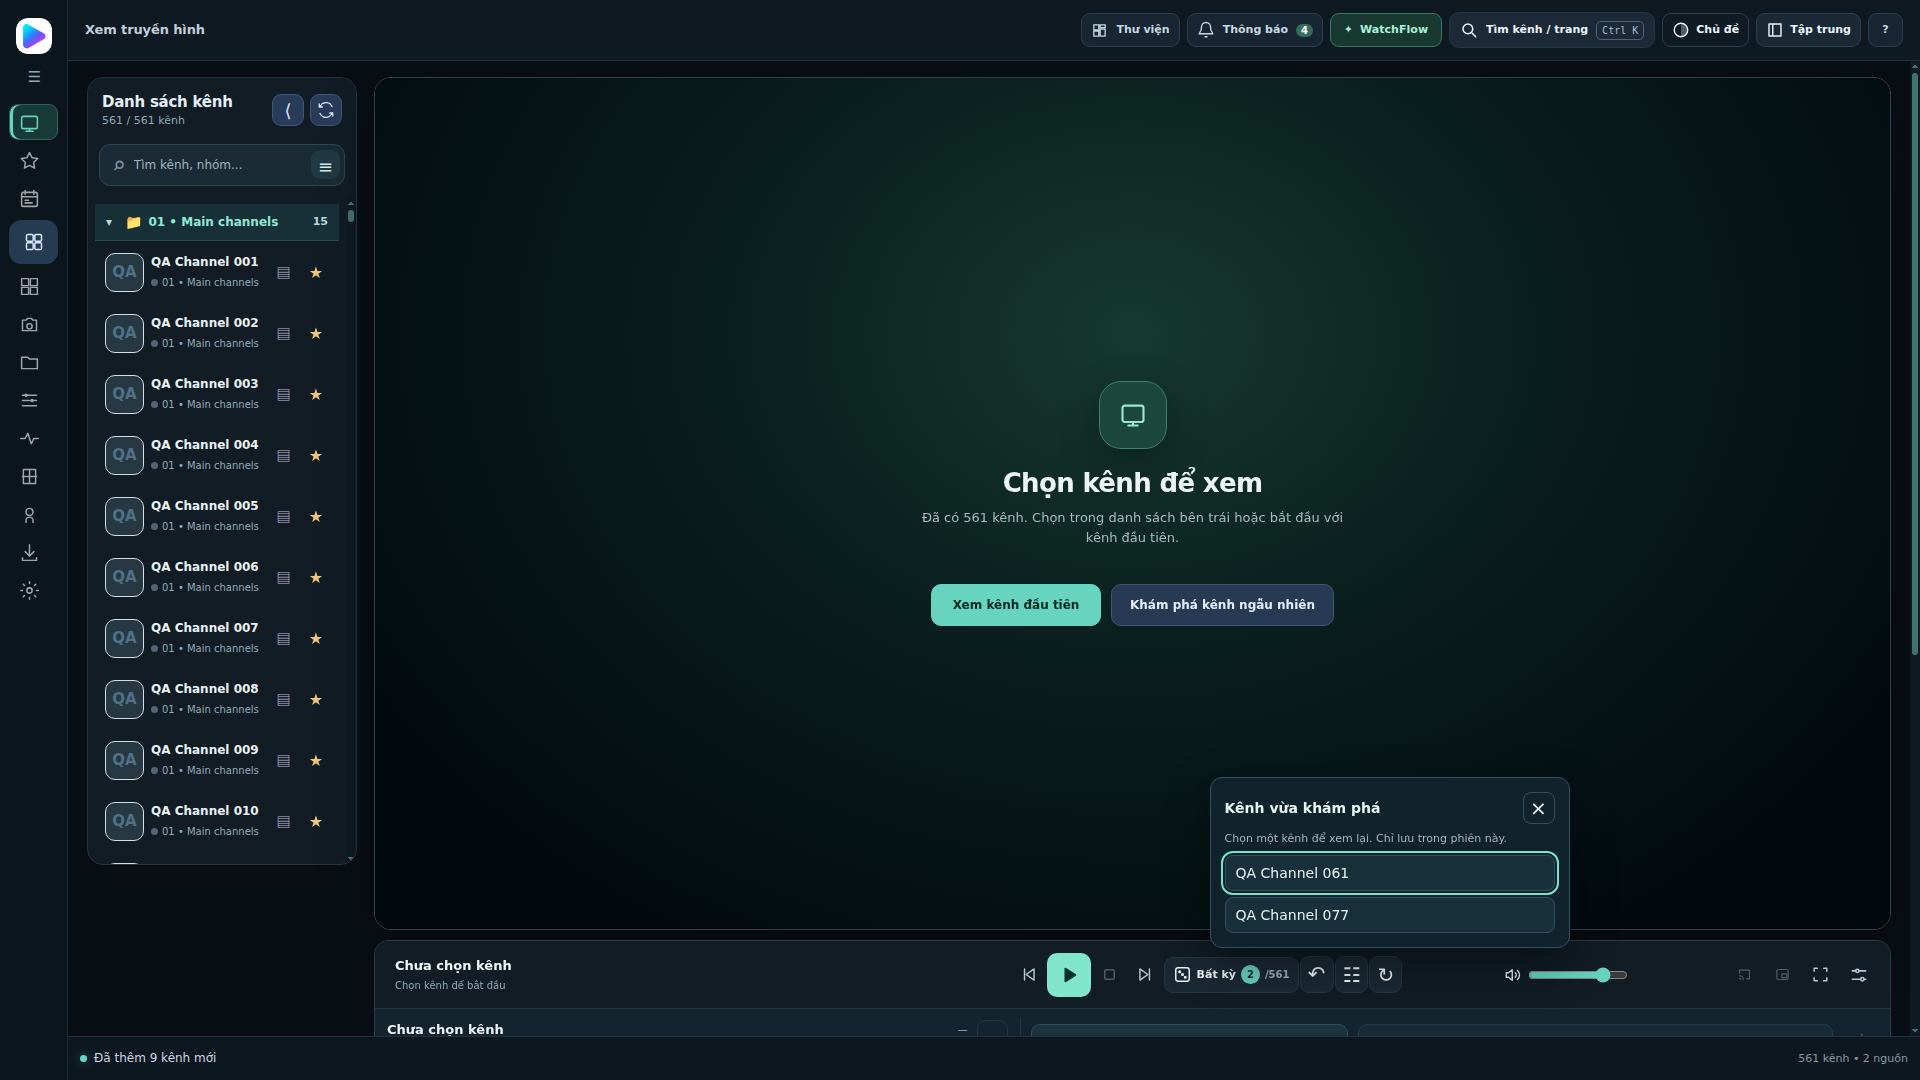 Xem truyền hình
Thư viện
Thông báo 4
WatchFlow
Tìm kênh / trang Ctrl K
Chủ đề
Tập trung
?
Danh sách kênh
561 / 561 kênh
Tìm kênh, nhóm...
01 • Main channels 15
QA QA Channel 001
01 • Main channels
QA QA Channel 002
01 • Main channels
QA QA Channel 003
01 • Main channels
QA QA Channel 004
01 • Main channels
QA QA Channel 005
01 • Main channels
QA QA Channel 006
01 • Main channels
QA QA Channel 007
01 • Main channels
QA QA Channel 008
01 • Main channels
QA QA Channel 009
01 • Main channels
QA QA Channel 010
01 • Main channels
Chọn kênh để xem
Đã có 561 kênh. Chọn trong danh sách bên trái hoặc bắt đầu với
kênh đầu tiên.
Xem kênh đầu tiên
Khám phá kênh ngẫu nhiên
Kênh vừa khám phá
Chọn một kênh để xem lại. Chỉ lưu trong phiên này.
QA Channel 061
QA Channel 077
Chưa chọn kênh
Chọn kênh để bắt đầu
Bất kỳ 2 /561
Chưa chọn kênh
Đã thêm 9 kênh mới
561 kênh • 2 nguồn